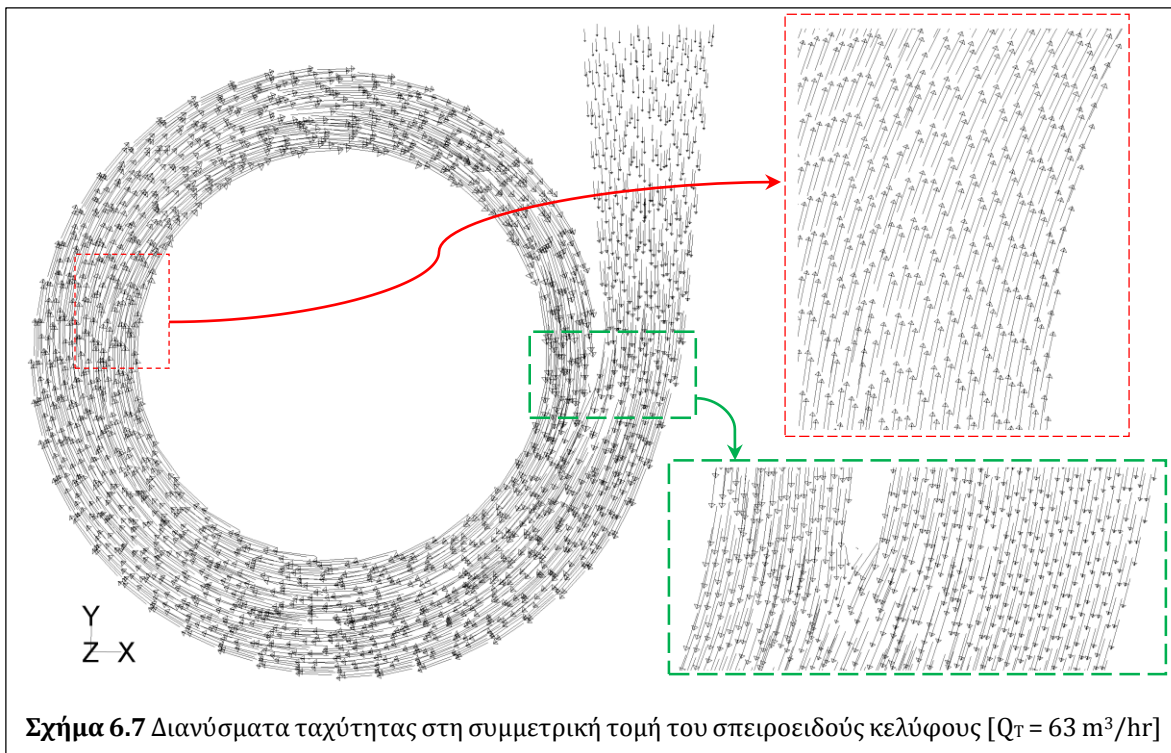 Y
Z X
Σχήμα 6.7 Διανύσματα ταχύτητας στη συμμετρική τομή του σπειροειδούς κελύφους [QT = 63 m³/hr]